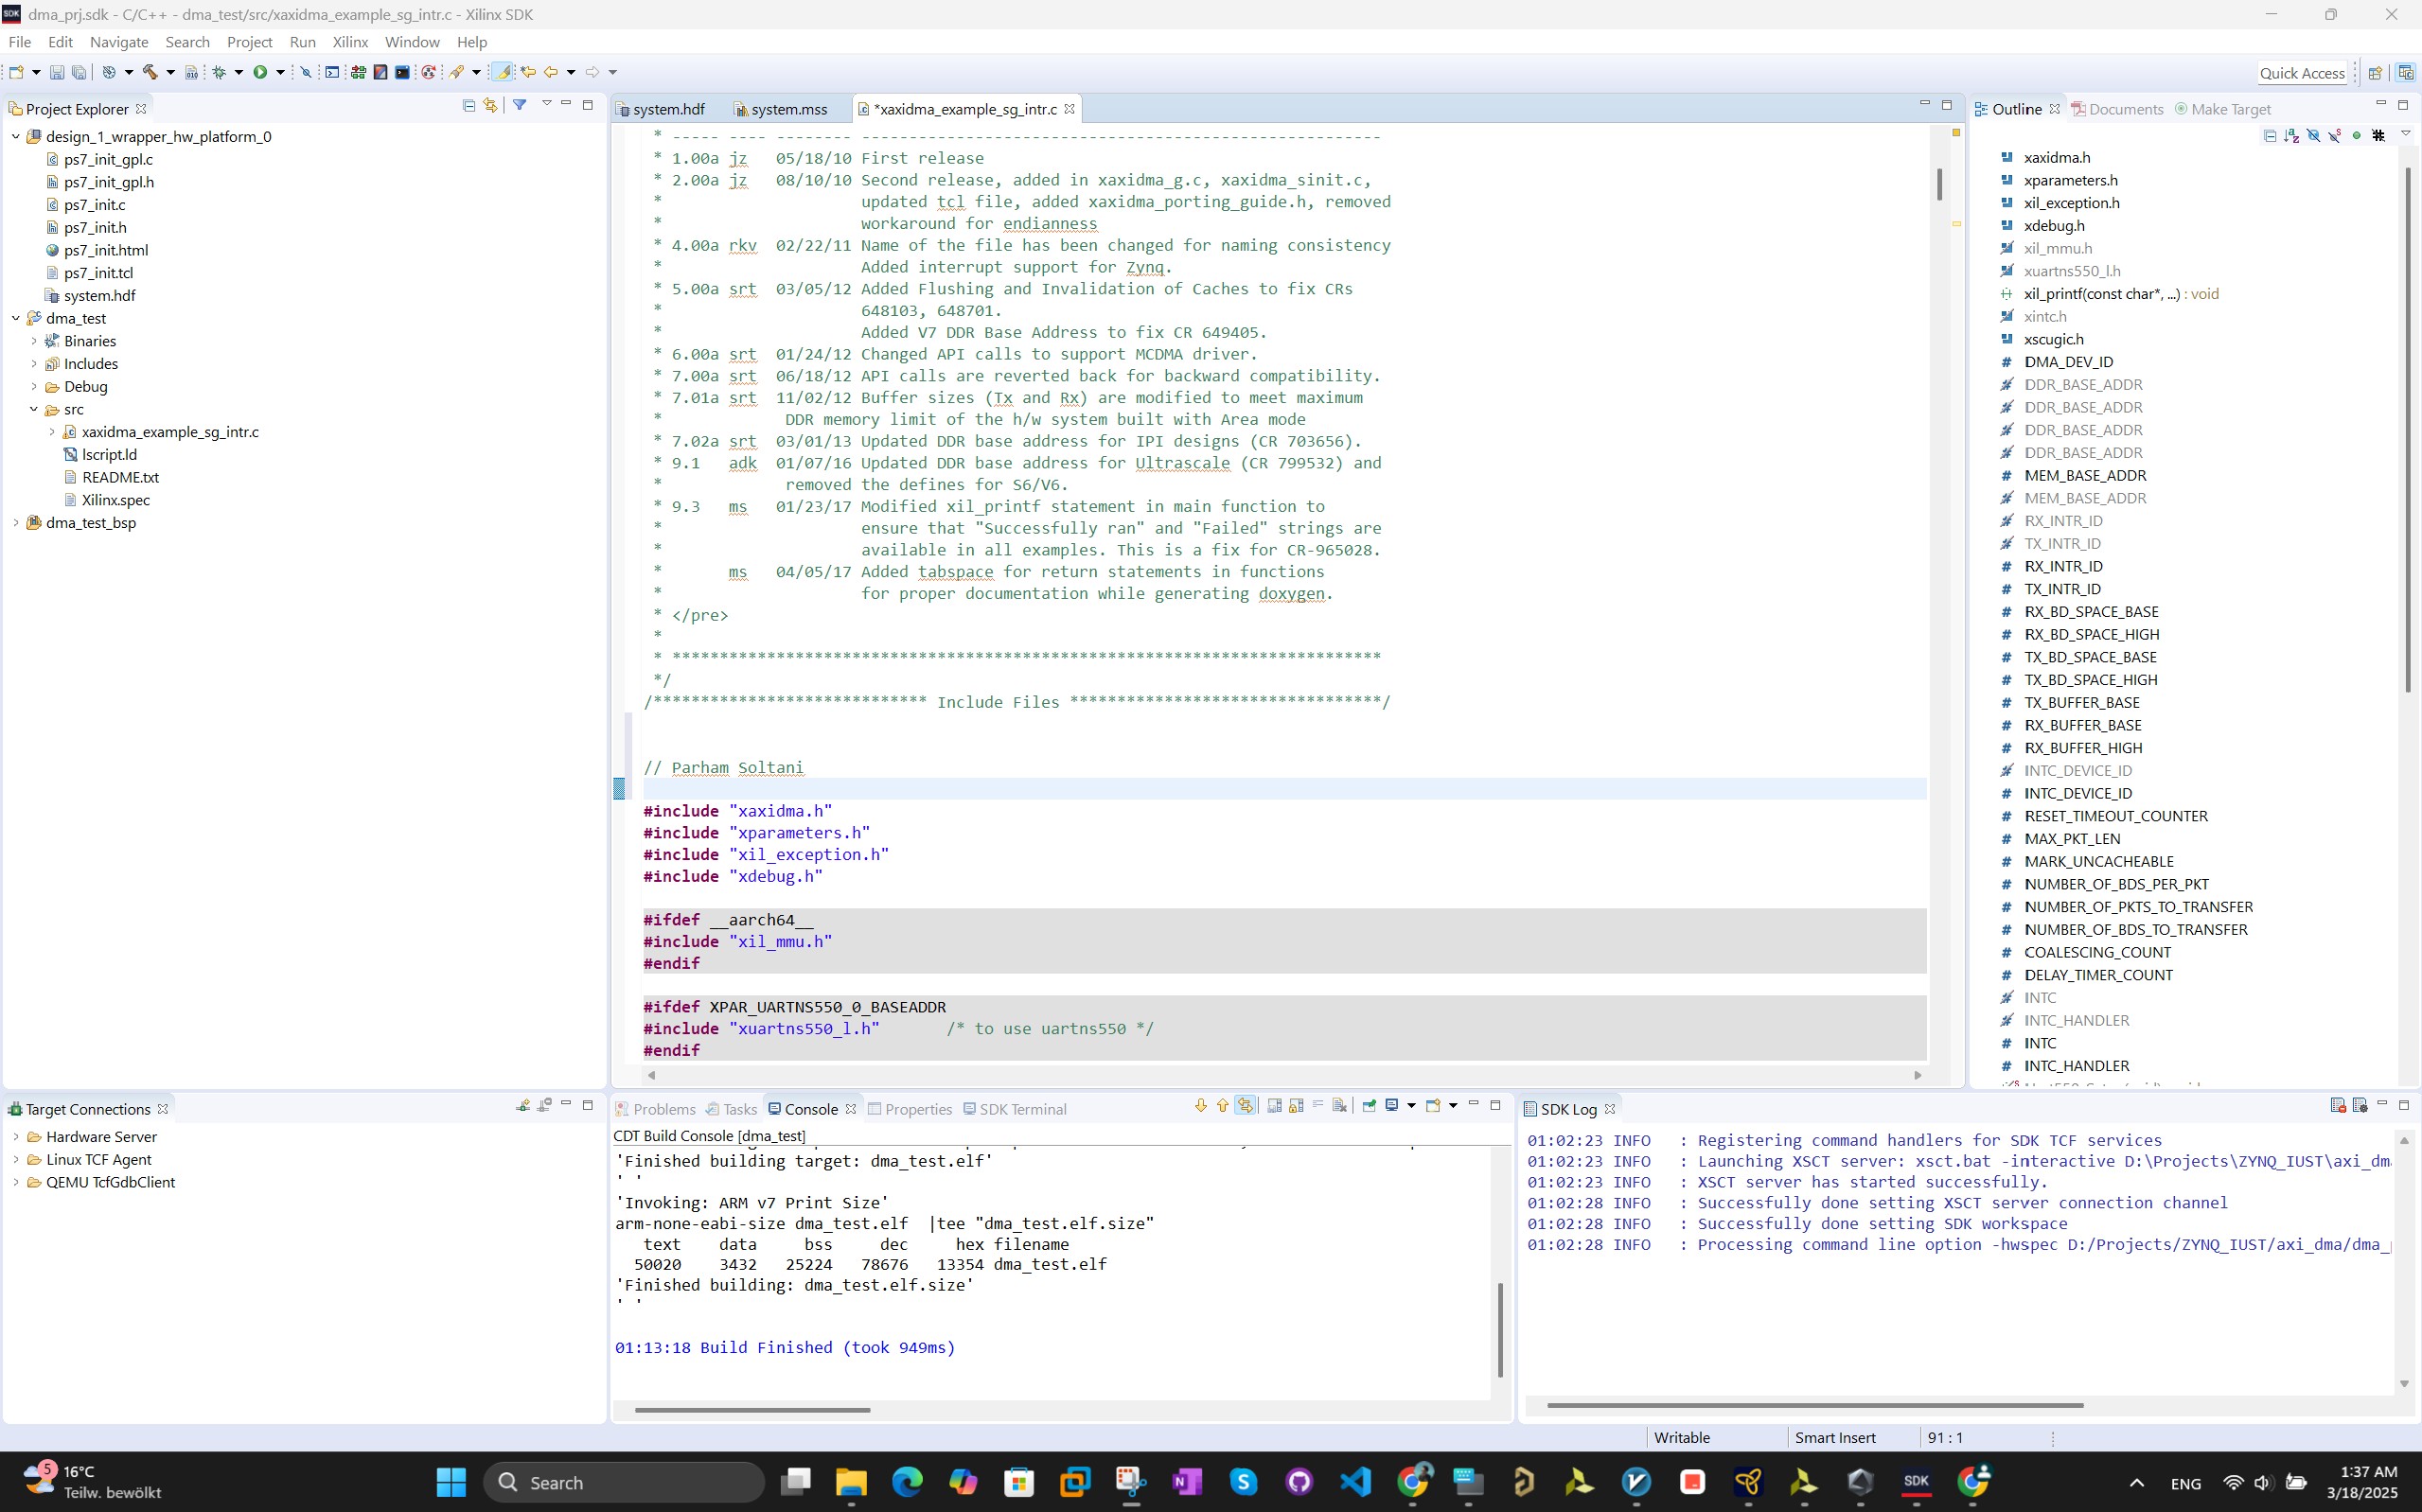 dma_prj.sdk - C/C++ - dma_test/src/xaxidma_example_sg_intr.c - Xilinx SDK
File Edit Navigate Search Project Run Xilinx Window Help
Quick Access
Project Explorer
design_1_wrapper_hw_platform_0
ps7_init_gpl.c
ps7_init_gpl.h
ps7_init.c
ps7_init.h
ps7_init.html
ps7_init.tcl
system.hdf
dma_test
Binaries
Includes
Debug
src
xaxidma_example_sg_intr.c
lscript.ld
README.txt
Xilinx.spec
dma_test_bsp
system.hdf system.mss *xaxidma_example_sg_intr.c
* ----- ---- -------- -------------------------------------------------------
* 1.00a jz 05/18/10 First release
* 2.00a jz 08/10/10 Second release, added in xaxidma_g.c, xaxidma_sinit.c,
* updated tcl file, added xaxidma_porting_guide.h, removed
* workaround for endianness
* 4.00a rkv 02/22/11 Name of the file has been changed for naming consistency
* Added interrupt support for Zynq.
* 5.00a srt 03/05/12 Added Flushing and Invalidation of Caches to fix CRs
* 648103, 648701.
* Added V7 DDR Base Address to fix CR 649405.
* 6.00a srt 01/24/12 Changed API calls to support MCDMA driver.
* 7.00a srt 06/18/12 API calls are reverted back for backward compatibility.
* 7.01a srt 11/02/12 Buffer sizes (Tx and Rx) are modified to meet maximum
* DDR memory limit of the h/w system built with Area mode
* 7.02a srt 03/01/13 Updated DDR base address for IPI designs (CR 703656).
* 9.1 adk 01/07/16 Updated DDR base address for Ultrascale (CR 799532) and
* removed the defines for S6/V6.
* 9.3 ms 01/23/17 Modified xil_printf statement in main function to
* ensure that "Successfully ran" and "Failed" strings are
* available in all examples. This is a fix for CR-965028.
* ms 04/05/17 Added tabspace for return statements in functions
* for proper documentation while generating doxygen.
* </pre>
*
* ***************************************************************************
*/
/***************************** Include Files *********************************/
// Parham Soltani
#include "xaxidma.h"
#include "xparameters.h"
#include "xil_exception.h"
#include "xdebug.h"
#ifdef __aarch64__
#include "xil_mmu.h"
#endif
#ifdef XPAR_UARTNS550_0_BASEADDR
#include "xuartns550_l.h" /* to use uartns550 */
#endif
Outline Documents Make Target
xaxidma.h
xparameters.h
xil_exception.h
xdebug.h
xil_mmu.h
xuartns550_l.h
xil_printf(const char*, ...) : void
xintc.h
xscugic.h
DMA_DEV_ID
DDR_BASE_ADDR
DDR_BASE_ADDR
DDR_BASE_ADDR
DDR_BASE_ADDR
MEM_BASE_ADDR
MEM_BASE_ADDR
RX_INTR_ID
TX_INTR_ID
RX_INTR_ID
TX_INTR_ID
RX_BD_SPACE_BASE
RX_BD_SPACE_HIGH
TX_BD_SPACE_BASE
TX_BD_SPACE_HIGH
TX_BUFFER_BASE
RX_BUFFER_BASE
RX_BUFFER_HIGH
INTC_DEVICE_ID
INTC_DEVICE_ID
RESET_TIMEOUT_COUNTER
MAX_PKT_LEN
MARK_UNCACHEABLE
NUMBER_OF_BDS_PER_PKT
NUMBER_OF_PKTS_TO_TRANSFER
NUMBER_OF_BDS_TO_TRANSFER
COALESCING_COUNT
DELAY_TIMER_COUNT
INTC
INTC_HANDLER
INTC
INTC_HANDLER
Target Connections
Hardware Server
Linux TCF Agent
QEMU TcfGdbClient
Problems Tasks Console Properties SDK Terminal
CDT Build Console [dma_test]
'Finished building target: dma_test.elf'
' '
'Invoking: ARM v7 Print Size'
arm-none-eabi-size dma_test.elf |tee "dma_test.elf.size"
text data bss dec hex filename
50020 3432 25224 78676 13354 dma_test.elf
'Finished building: dma_test.elf.size'
' '
01:13:18 Build Finished (took 949ms)
SDK Log
01:02:23 INFO : Registering command handlers for SDK TCF services
01:02:23 INFO : Launching XSCT server: xsct.bat -interactive D:\Projects\ZYNQ_IUST\axi_dm
01:02:23 INFO : XSCT server has started successfully.
01:02:28 INFO : Successfully done setting XSCT server connection channel
01:02:28 INFO : Successfully done setting SDK workspace
01:02:28 INFO : Processing command line option -hwspec D:/Projects/ZYNQ_IUST/axi_dma/dma_
Writable Smart Insert 91 : 1
5
16°C
Teilw. bewölkt
Search
SDK
ENG
1:37 AM
3/18/2025